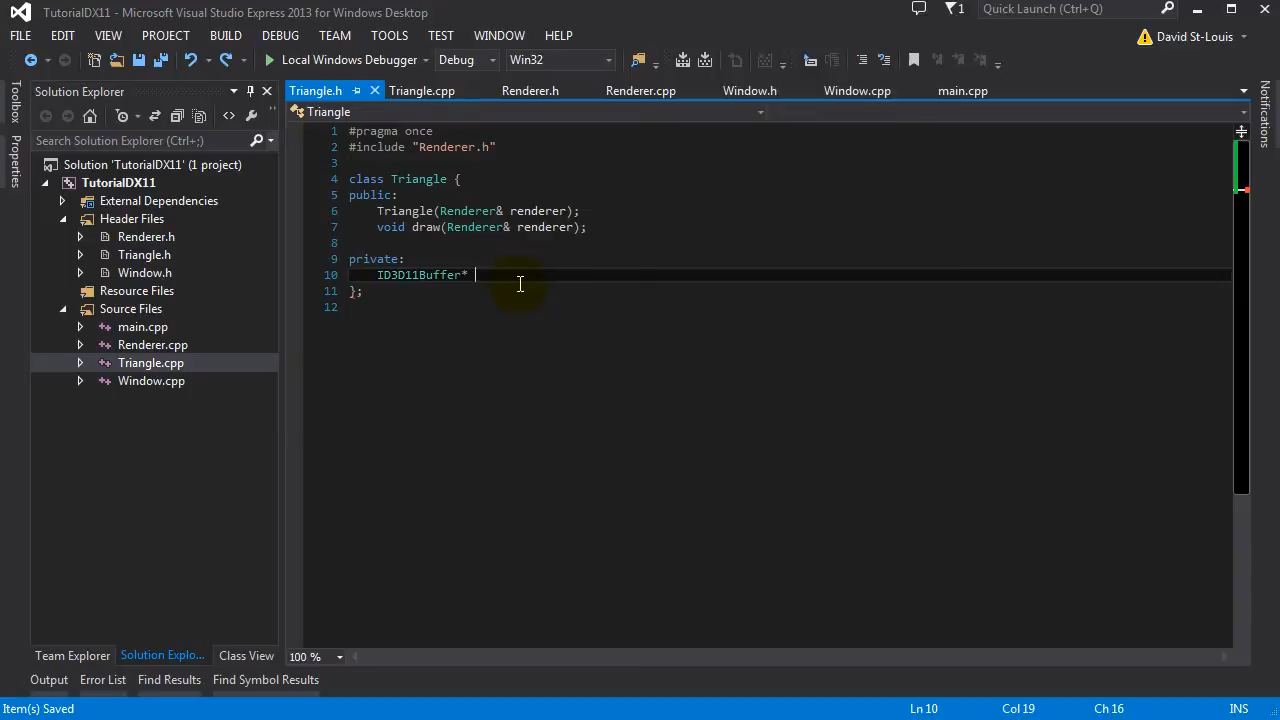 TutorialDX11 - Microsoft Visual Studio Express 2013 for Windows Desktop
1
Quick Launch (Ctrl+Q)
FILE EDIT VIEW PROJECT BUILD DEBUG TEAM TOOLS TEST WINDOW HELP
David St-Louis
Local Windows Debugger Debug Win32
Toolbox
Properties
Solution Explorer
Search Solution Explorer (Ctrl+;)
Solution 'TutorialDX11' (1 project)
TutorialDX11
External Dependencies
Header Files
Renderer.h
Triangle.h
Window.h
Resource Files
Source Files
main.cpp
Renderer.cpp
Triangle.cpp
Window.cpp
Team Explorer Solution Explo... Class View
Triangle.h Triangle.cpp Renderer.h Renderer.cpp Window.h Window.cpp main.cpp
Triangle
1 #pragma once
2 #include "Renderer.h"
3
4 class Triangle {
5 public:
6 Triangle(Renderer& renderer);
7 void draw(Renderer& renderer);
8
9 private:
10 ID3D11Buffer*
11 };
12
100 %
Notifications
Output Error List Find Results Find Symbol Results
Item(s) Saved Ln 10 Col 19 Ch 16 INS